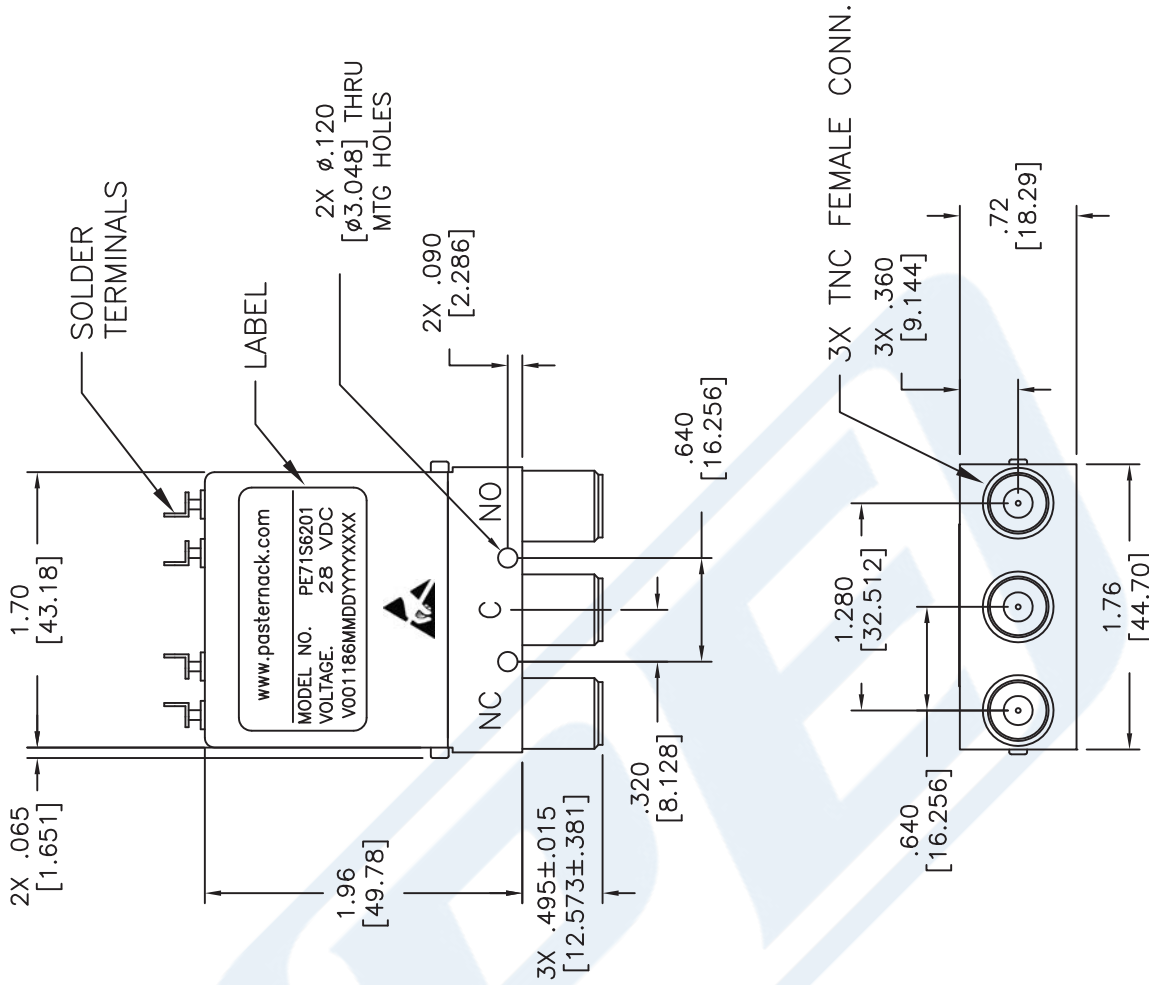 SOLDER
TERMINALS
LABEL
2X ⌀.120
[⌀3.048] THRU
MTG HOLES
2X .090
[2.286]
1.70
[43.18]
2X .065
[1.651]
www.pasternack.com
MODEL NO. PE71S6201
VOLTAGE. 28 VDC
V001186MMDDYYYYXXXX
NC C NO
1.96
[49.78]
3X .495±.015
[12.573±.381]
.320
[8.128]
.640
[16.256]
3X TNC FEMALE CONN.
3X .360
[9.144]
.72
[18.29]
1.280
[32.512]
.640
[16.256]
1.76
[44.70]
PEI